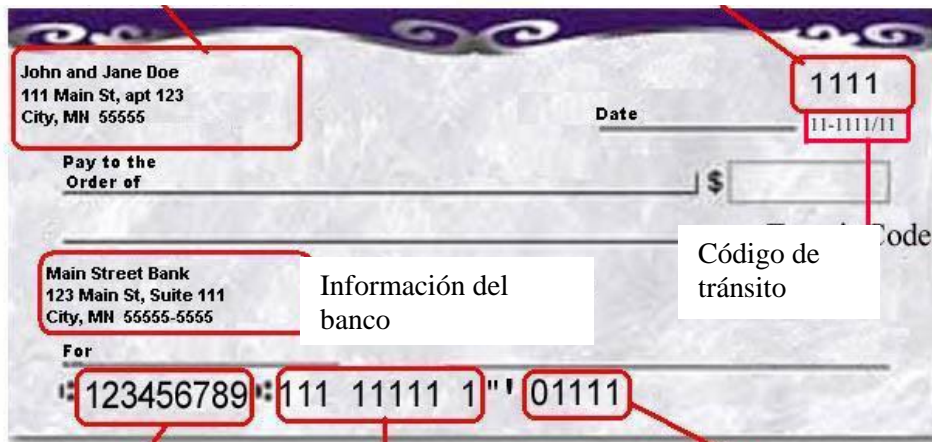 John and Jane Doe
111 Main St, apt 123
City, MN 55555
1111
Date
11-1111/11
Pay to the
Order of
$
Code
Código de
tránsito
Main Street Bank
123 Main St, Suite 111
City, MN 55555-5555
Información del
banco
For
⑆123456789⑆111 11111 1"' 01111